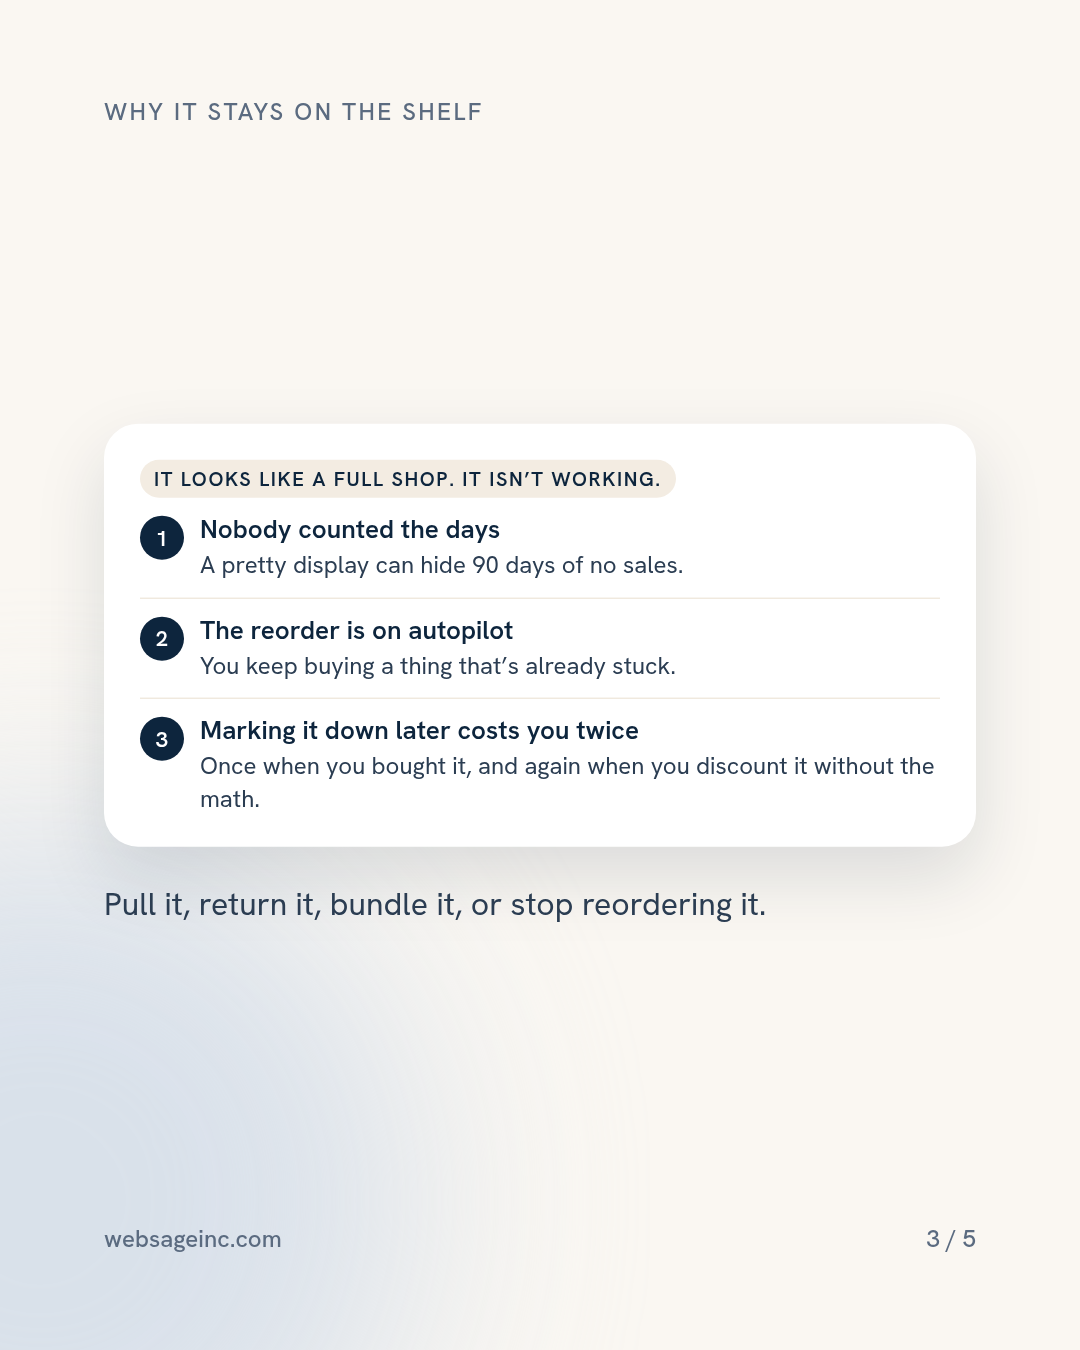 WHY IT STAYS ON THE SHELF
IT LOOKS LIKE A FULL SHOP. IT ISN’T WORKING.
1 Nobody counted the days
A pretty display can hide 90 days of no sales.
2 The reorder is on autopilot
You keep buying a thing that’s already stuck.
3 Marking it down later costs you twice
Once when you bought it, and again when you discount it without the
math.
Pull it, return it, bundle it, or stop reordering it.
websageinc.com 3 / 5